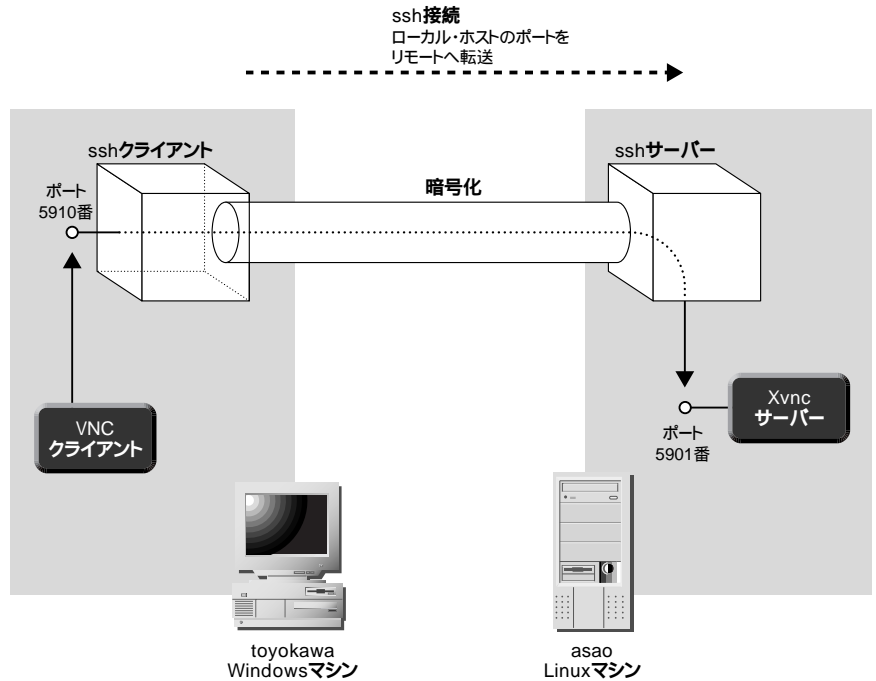 ssh接続
ローカル・ホストのポートを
リモートへ転送
sshクライアント
sshサーバー
ポート
5910番
暗号化
VNC
クライアント
Xvnc
サーバー
ポート
5901番
toyokawa
Windowsマシン
asao
Linuxマシン